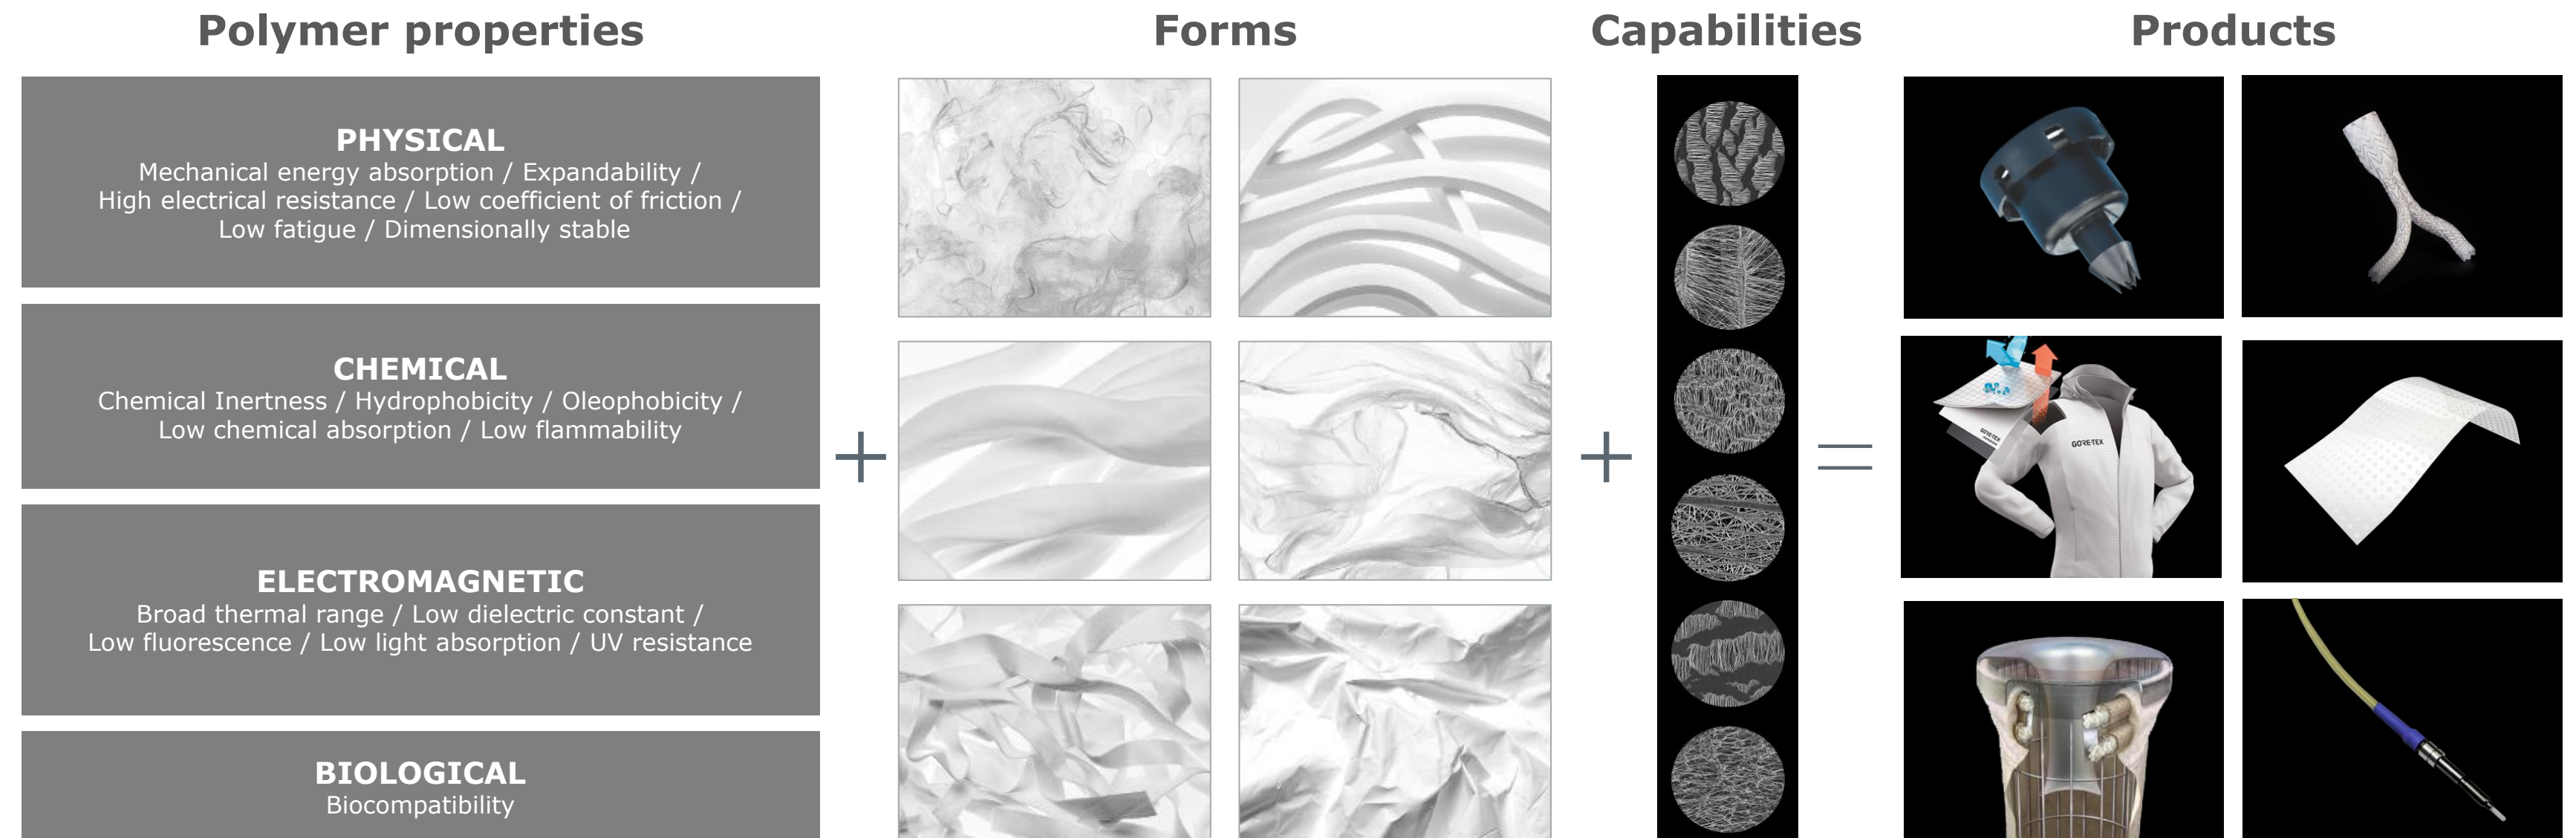 Polymer properties
Forms
Capabilities
Products
PHYSICAL
Mechanical energy absorption / Expandability /
High electrical resistance / Low coefficient of friction /
Low fatigue / Dimensionally stable
CHEMICAL
Chemical Inertness / Hydrophobicity / Oleophobicity /
Low chemical absorption / Low flammability
ELECTROMAGNETIC
Broad thermal range / Low dielectric constant /
Low fluorescence / Low light absorption / UV resistance
BIOLOGICAL
Biocompatibility
+
+
=
GORE-TEX
GORE-TEX